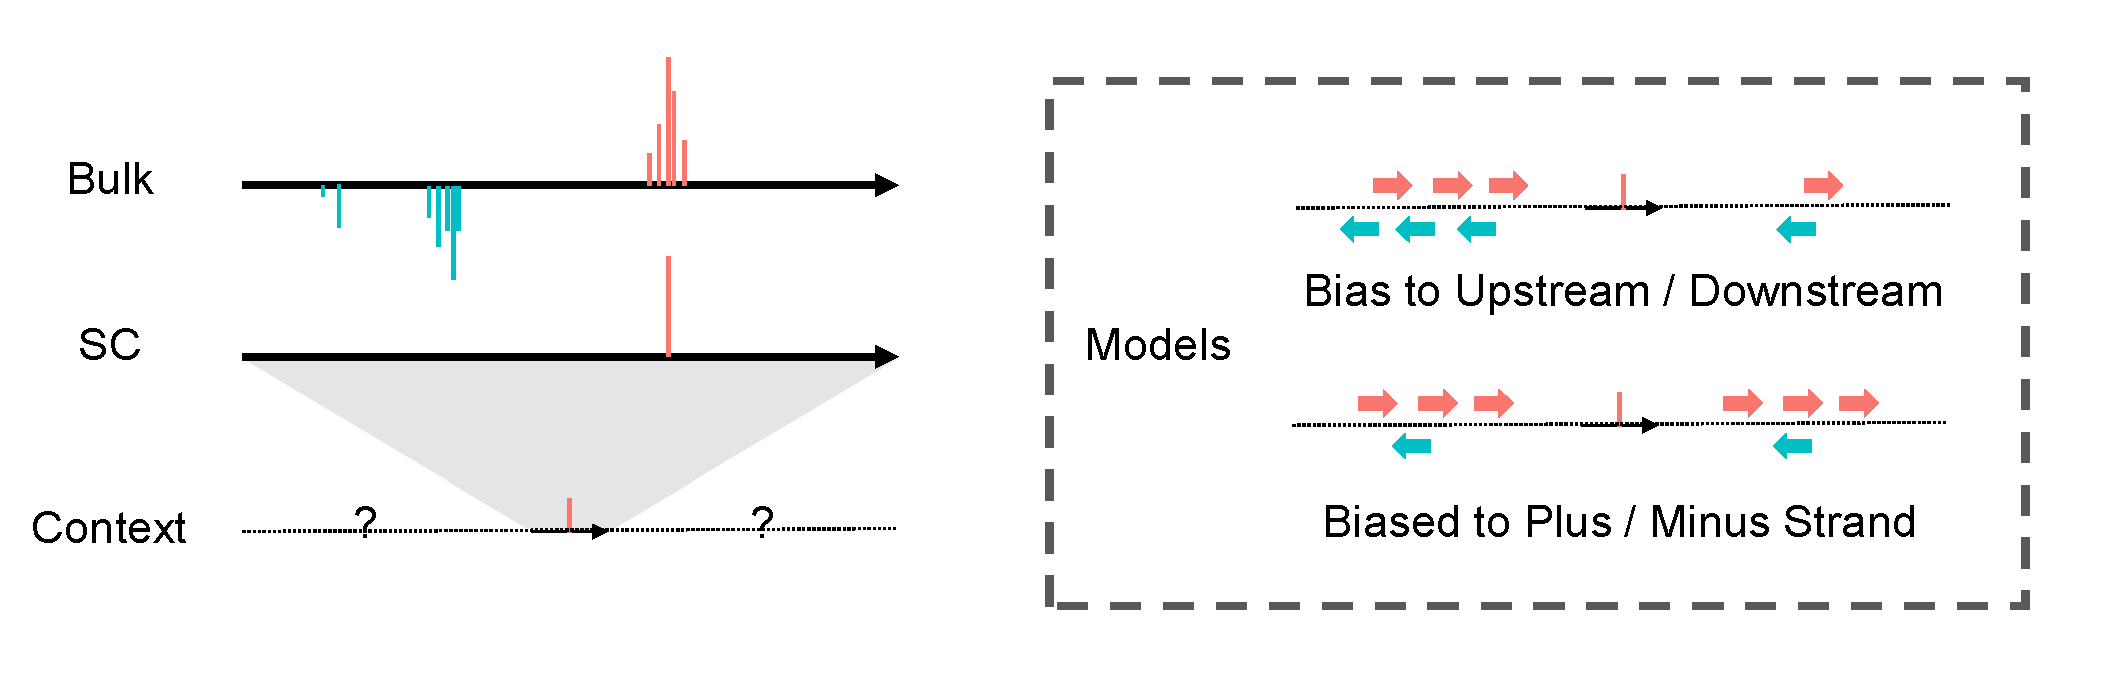 Bulk
SC
Context
?
?
Models
Bias to Upstream / Downstream
Biased to Plus / Minus Strand